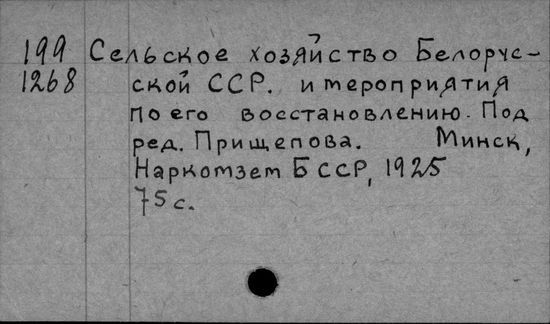 199 Сельское хозяйство Белорус-
1268 ской ССР. и мероприятия
по его восстановлению. Под
ред. Прищепова. Минск,
Наркомзем БССР, 1925
75 с.